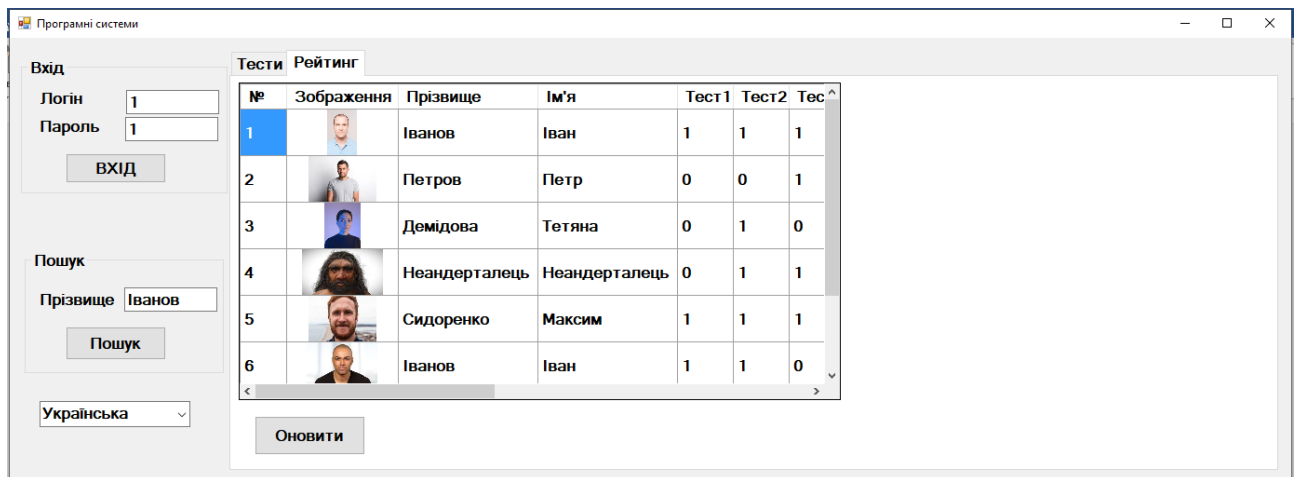 Програмні системи
Вхід
Логін 1
Пароль 1
ВХІД
Пошук
Прізвище Іванов
Пошук
Українська
Тести Рейтинг
№ Зображення Прізвище Ім'я Тест1 Тест2 Тес
1 Іванов Іван 1 1 1
2 Петров Петр 0 0 1
3 Демідова Тетяна 0 1 0
4 Неандерталець Неандерталець 0 1 1
5 Сидоренко Максим 1 1 1
6 Іванов Іван 1 1 0
Оновити